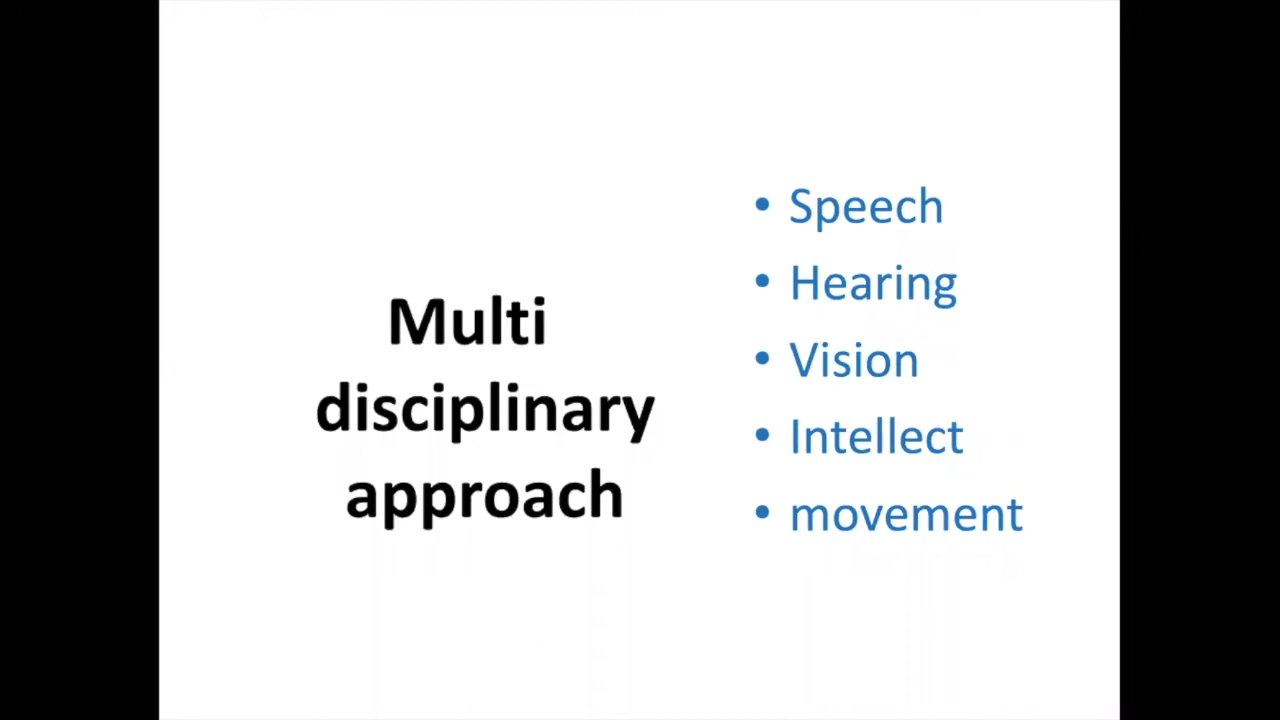 Multi
disciplinary
approach
• Speech
• Hearing
• Vision
• Intellect
• movement